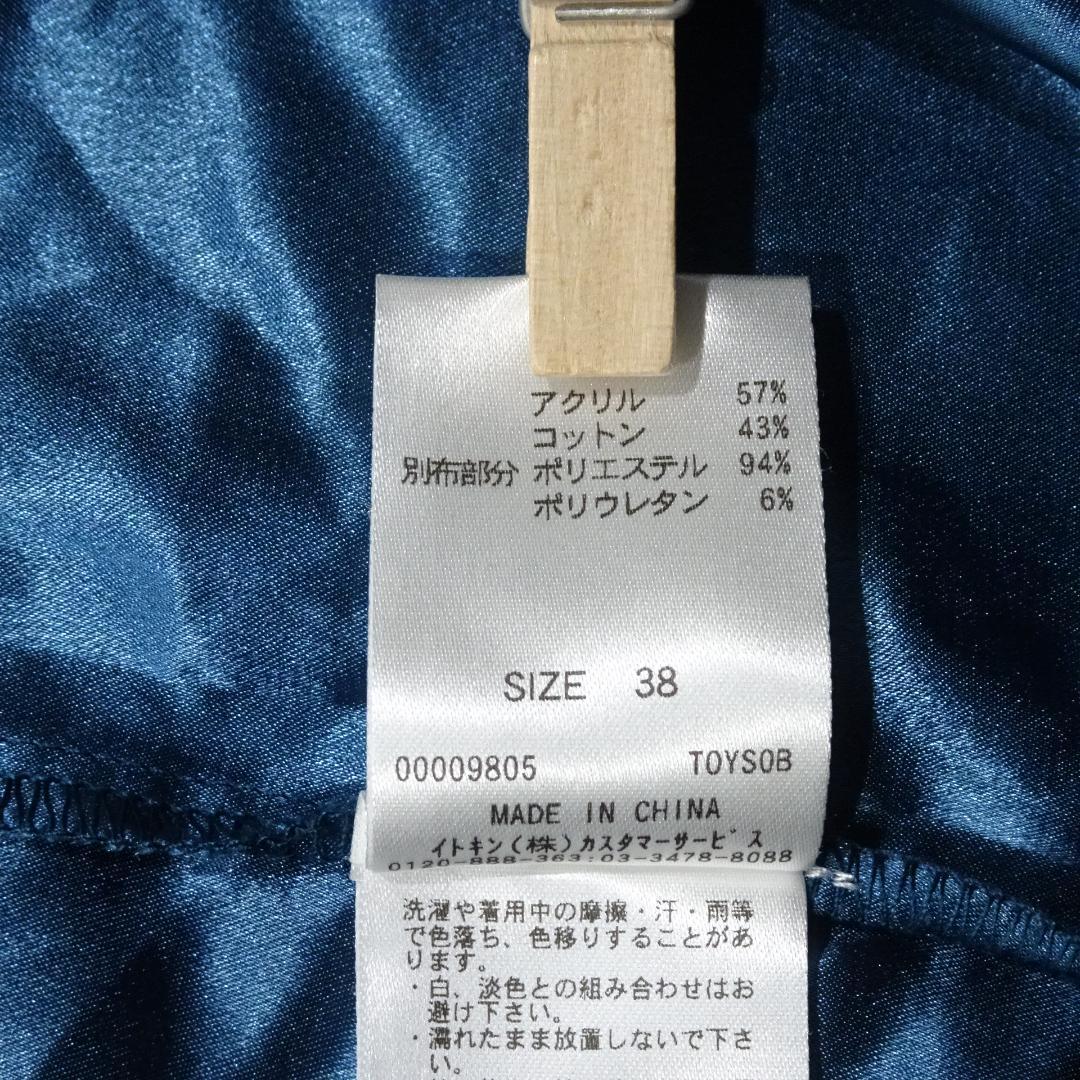 アクリル 57%
コットン 43%
別布部分 ポリエステル 94%
ポリウレタン 6%
SIZE 38
00009805 TOYSOB
MADE IN CHINA
イトキン(株)カスタマーサービス
0120-888-363:03-3478-8088
洗濯や着用中の摩擦・汗・雨等
で色落ち、色移りすることがあ
ります。
・白、淡色との組み合わせはお
避け下さい。
・濡れたまま放置しないで下さ
い。